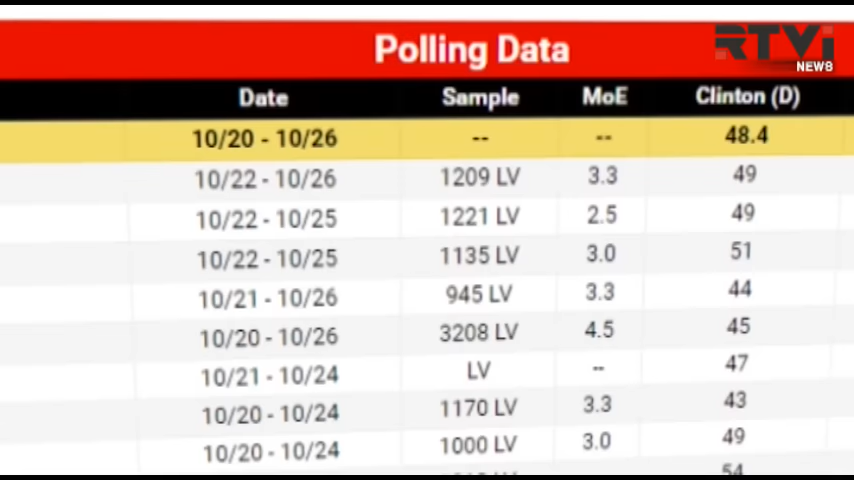 RTVi
NEWS
Polling Data
Date Sample MoE Clinton (D)
10/20 - 10/26 -- -- 48.4
10/22 - 10/26 1209 LV 3.3 49
10/22 - 10/25 1221 LV 2.5 49
10/22 - 10/25 1135 LV 3.0 51
10/21 - 10/26 945 LV 3.3 44
10/20 - 10/26 3208 LV 4.5 45
10/21 - 10/24 LV -- 47
10/20 - 10/24 1170 LV 3.3 43
10/20 - 10/24 1000 LV 3.0 49
54